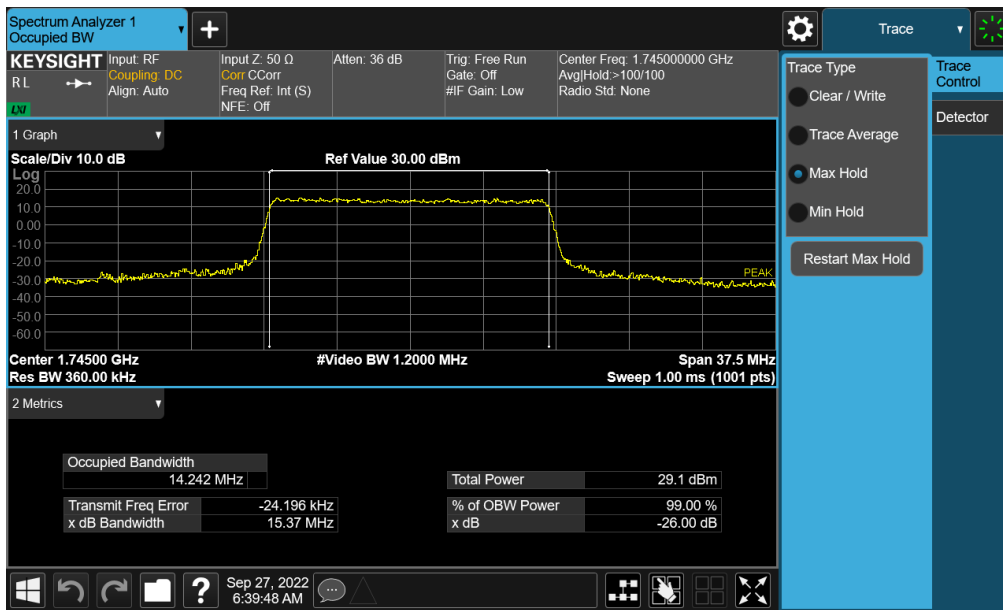 Spectrum Analyzer 1
Occupied BW
Trace
KEYSIGHT
R L
LXI
Input: RF
Coupling: DC
Align: Auto
Input Z: 50 Ω
Corr CCorr
Freq Ref: Int (S)
NFE: Off
Atten: 36 dB
Trig: Free Run
Gate: Off
#IF Gain: Low
Center Freq: 1.745000000 GHz
Avg|Hold:>100/100
Radio Std: None
Trace Type
Clear / Write
Trace Average
Max Hold
Min Hold
Restart Max Hold
Trace
Control
Detector
1 Graph
Scale/Div 10.0 dB
Ref Value 30.00 dBm
Log
20.0
10.0
0.00
-10.0
-20.0
-30.0
-40.0
-50.0
-60.0
PEAK
Center 1.74500 GHz
#Video BW 1.2000 MHz
Span 37.5 MHz
Res BW 360.00 kHz
Sweep 1.00 ms (1001 pts)
2 Metrics
Occupied Bandwidth
14.242 MHz
Total Power 29.1 dBm
Transmit Freq Error -24.196 kHz
% of OBW Power 99.00 %
x dB Bandwidth 15.37 MHz
x dB -26.00 dB
?
Sep 27, 2022
6:39:48 AM